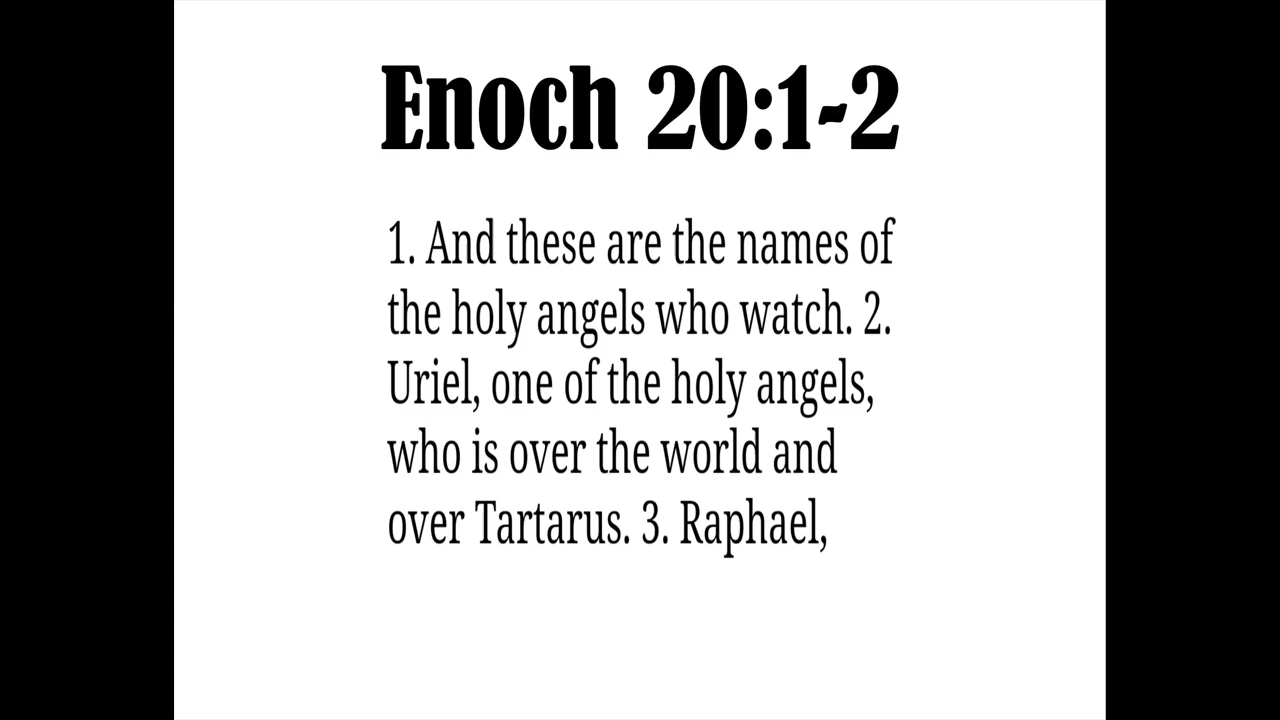 Enoch 20:1-2
1. And these are the names of
the holy angels who watch. 2.
Uriel, one of the holy angels,
who is over the world and
over Tartarus. 3. Raphael,